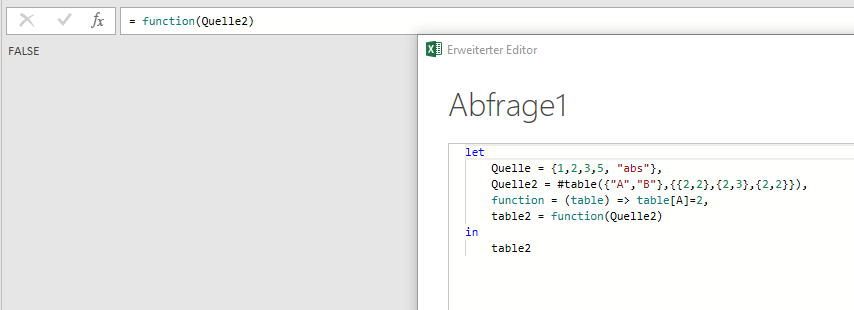 fx = function(Quelle2)
FALSE
Erweiterter Editor
Abfrage1
let
Quelle = {1,2,3,5, "abs"},
Quelle2 = #table({"A","B"},{{2,2},{2,3},{2,2}}),
function = (table) => table[A]=2,
table2 = function(Quelle2)
in
table2